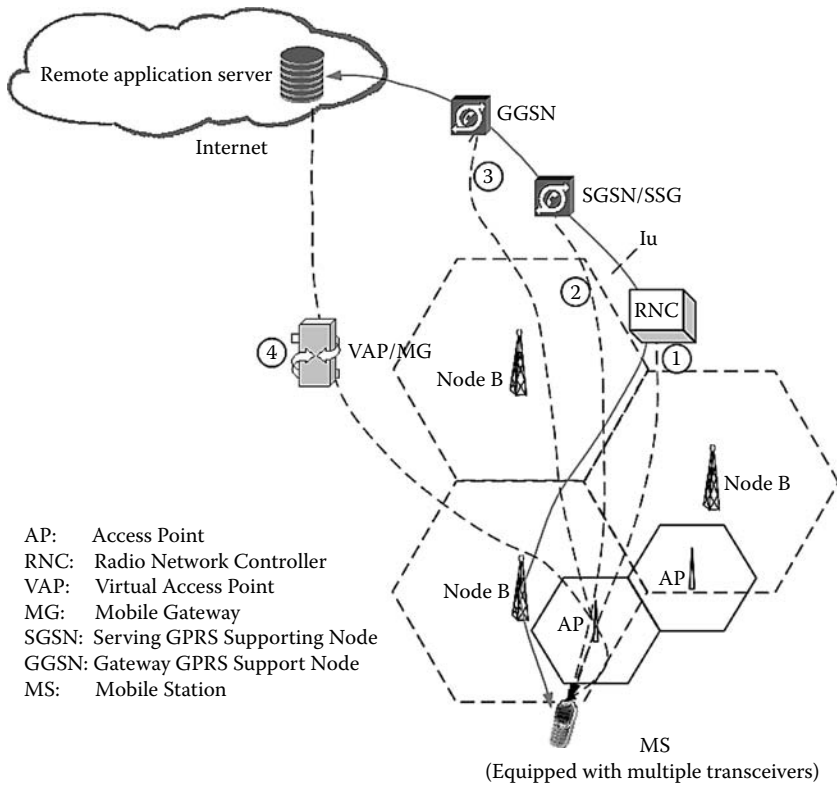 Remote application server
Internet
GGSN
3
SGSN/SSG
Iu
2
RNC
1
4
VAP/MG
Node B
Node B
Node B
AP
AP
AP: Access Point
RNC: Radio Network Controller
VAP: Virtual Access Point
MG: Mobile Gateway
SGSN: Serving GPRS Supporting Node
GGSN: Gateway GPRS Support Node
MS: Mobile Station
MS
(Equipped with multiple transceivers)